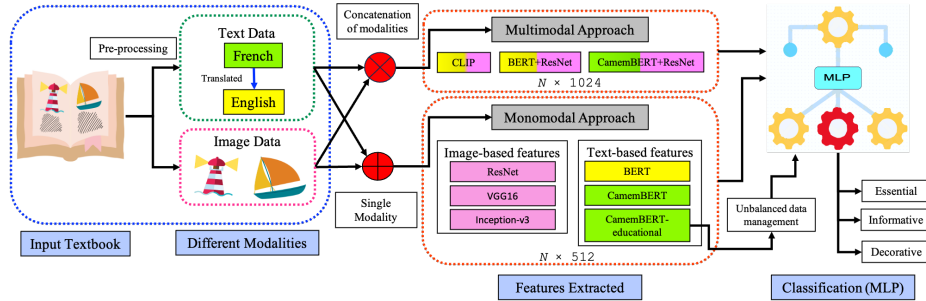 Pre-processing
Text Data
French
Translated
English
Image Data
Input Textbook
Different Modalities
Concatenation
of modalities
Single
Modality
Multimodal Approach
CLIP
BERT+ResNet
CamemBERT+ResNet
N × 1024
Monomodal Approach
Image-based features
ResNet
VGG16
Inception-v3
Text-based features
BERT
CamemBERT
CamemBERT-
educational
N × 512
Features Extracted
MLP
Unbalanced data
management
Essential
Informative
Decorative
Classification (MLP)